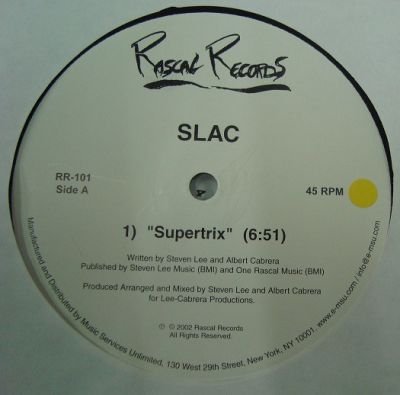 Rascal Records
SLAC
RR-101
Side A
45 RPM
1) "Supertrix" (6:51)
Written by Steven Lee and Albert Cabrera
Published by Steven Lee Music (BMI) and One Rascal Music (BMI)
Produced Arranged and Mixed by Steven Lee and Albert Cabrera
for Lee-Cabrera Productions.
℗ © 2002 Rascal Records
All Rights Reserved.
Manufactured and Distributed by Music Services Unlimited, 130 West 29th Street, New York, NY 10001. www.e-msu.com / info@e-msu.com